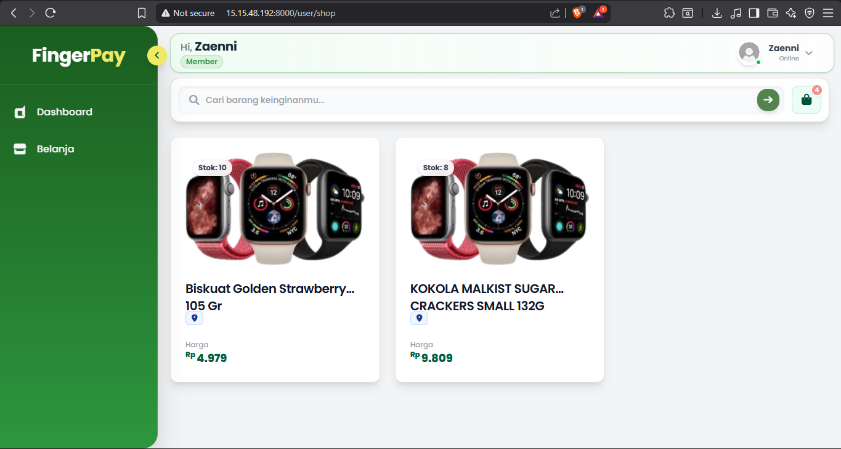 Not secure 15.15.48.192:8000/user/shop
1
1
FingerPay
Hi, Zaenni
Member
Zaenni
Online
Dashboard
Belanja
Cari barang keinginanmu...
4
Stok: 10
Stok: 8
Biskuat Golden Strawberry...
105 Gr
Harga
Rp 4.979
KOKOLA MALKIST SUGAR...
CRACKERS SMALL 132G
Harga
Rp 9.809